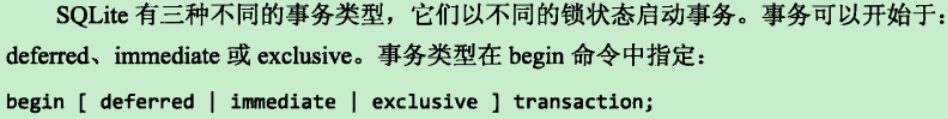 SQLite 有三种不同的事务类型，它们以不同的锁状态启动事务。事务可以开始于：
deferred、immediate 或 exclusive。事务类型在 begin 命令中指定：
begin [ deferred | immediate | exclusive ] transaction;